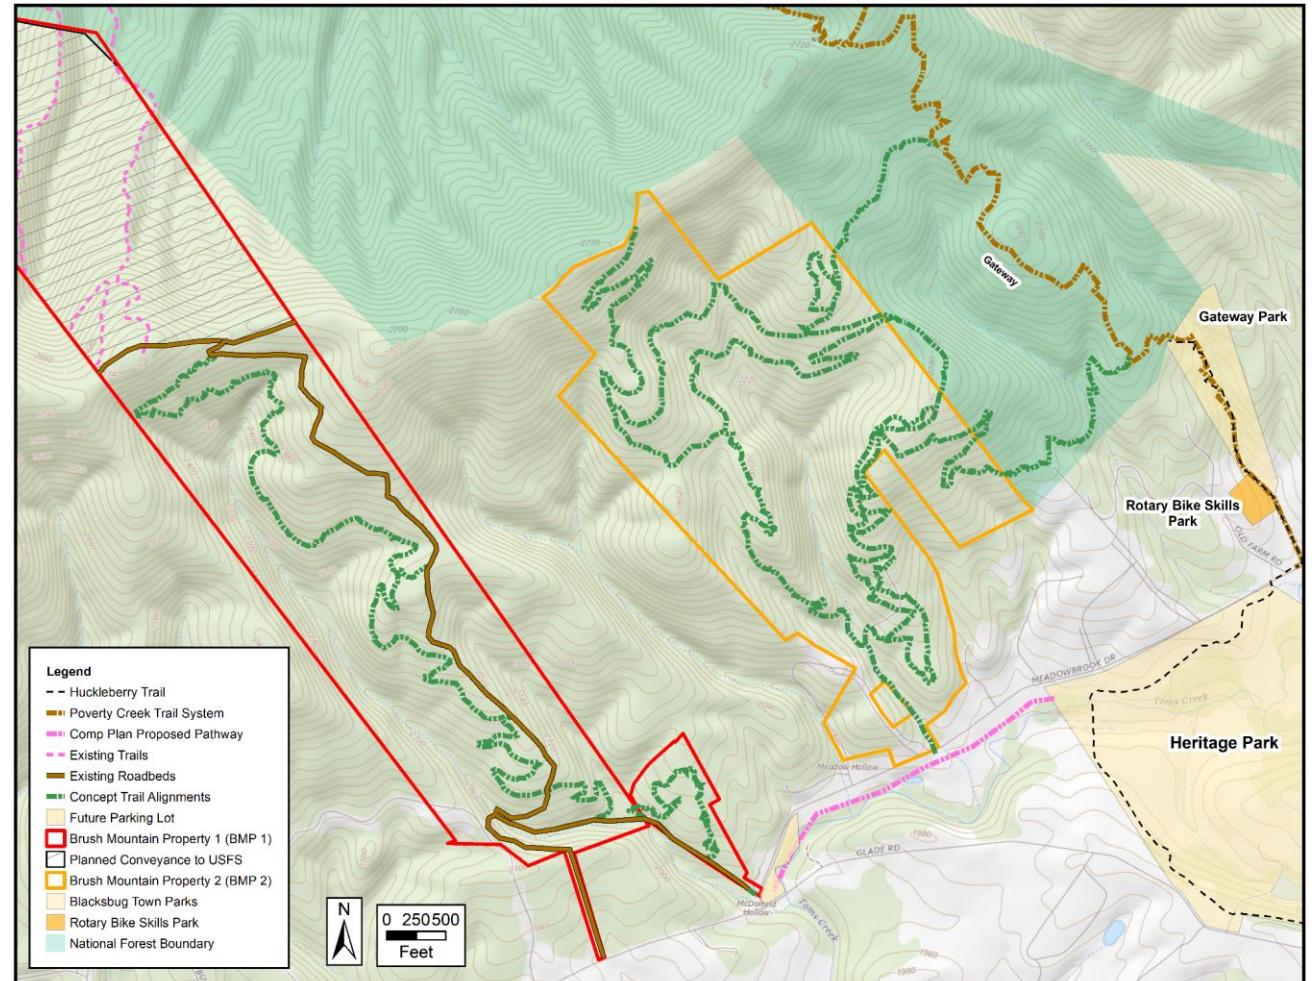 2700
2720
2700
Gateway
Gateway Park
Rotary Bike Skills
Park
OLD FARM RD
MEADOWBROOK DR
Toms Creek
Heritage Park
Meadow Hollow
GLADE RD
1980
McDonald
Hollow
Toms Creek
1960
1980
Legend
Huckleberry Trail
Poverty Creek Trail System
Comp Plan Proposed Pathway
Existing Trails
Existing Roadbeds
Concept Trail Alignments
Future Parking Lot
Brush Mountain Property 1 (BMP 1)
Planned Conveyance to USFS
Brush Mountain Property 2 (BMP 2)
Blacksbug Town Parks
Rotary Bike Skills Park
National Forest Boundary
N
0 250 500
Feet